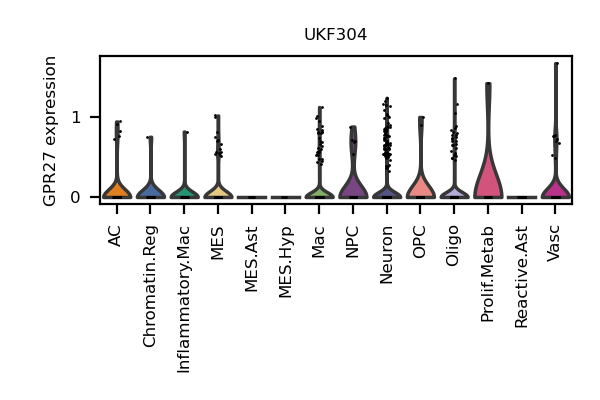 UKF304
GPR27 expression
1
0
AC
Chromatin.Reg
Inflammatory.Mac
MES
MES.Ast
MES.Hyp
Mac
NPC
Neuron
OPC
Oligo
Prolif.Metab
Reactive.Ast
Vasc